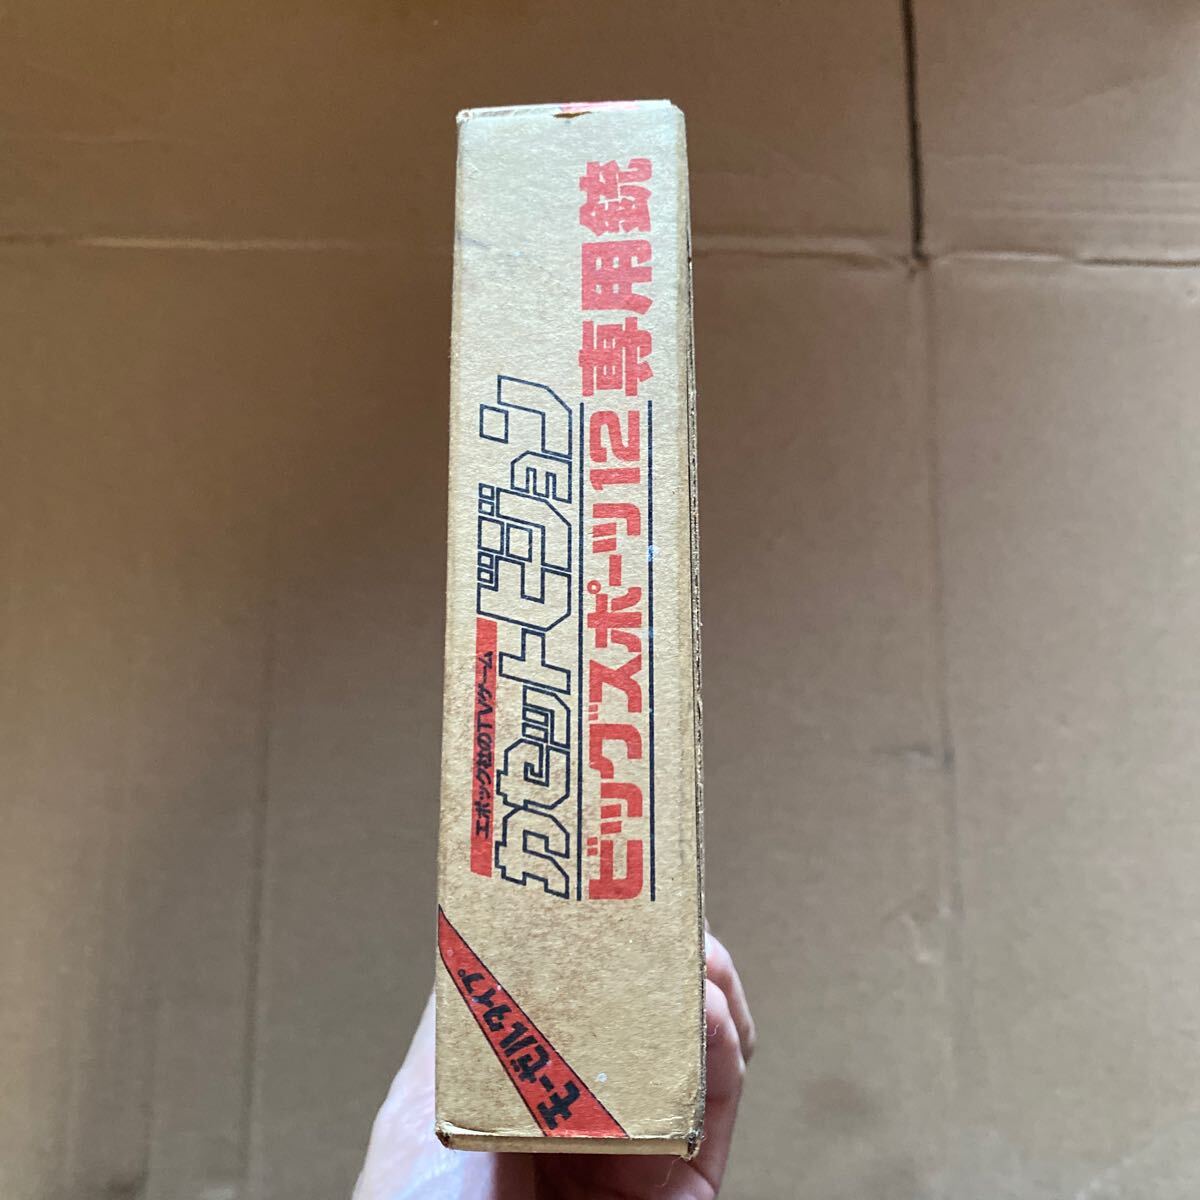 エポック社のTVゲーム
カセットビジョン
ビッグスポーツ12専用銃
モーゼルタイプ